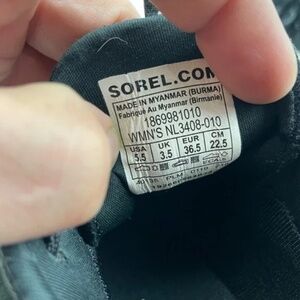 SOREL.COM
MADE IN MYANMAR (BURMA)
Fabriqué Au Myanmar (Birmanie)
1869981010
WMN'S NL3408-010
USA UK EUR CM
5.5 3.5 36.5 22.5